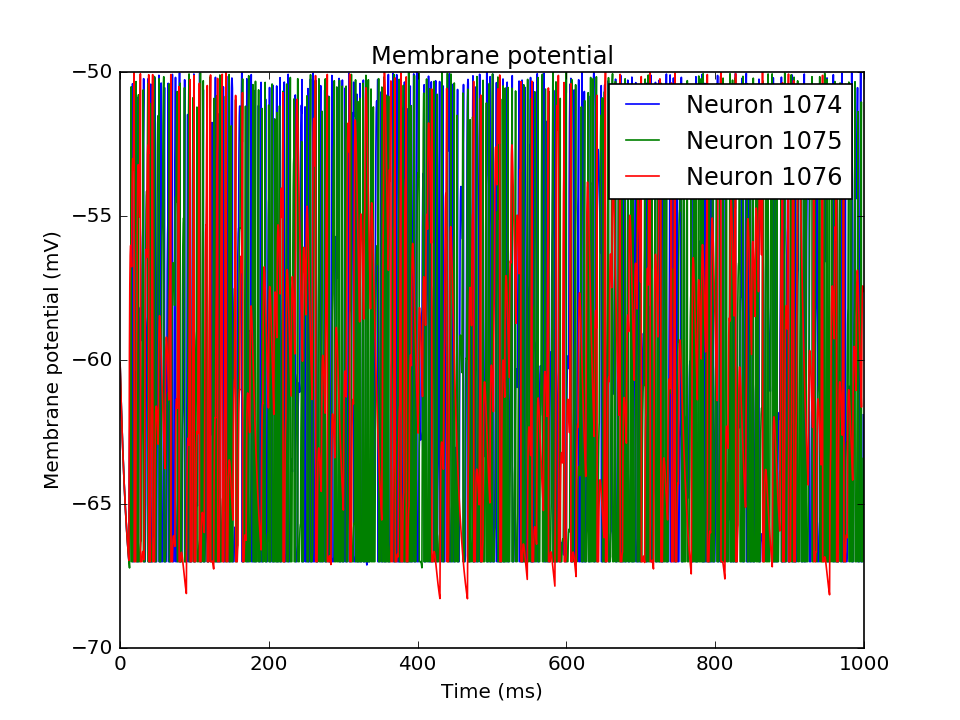 Membrane potential
−50
−55
−60
−65
−70
Membrane potential (mV)
Neuron 1074
Neuron 1075
Neuron 1076
0 200 400 600 800 1000
Time (ms)